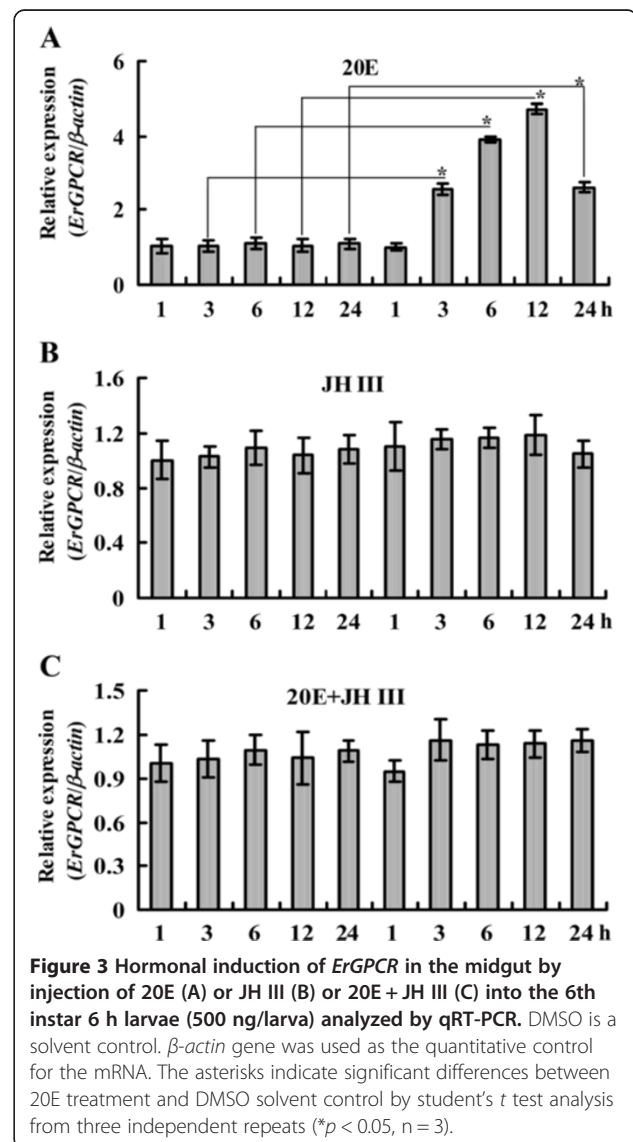 A
20E
Relative expression
(ErGPCR/β-actin)
6
4
2
0
* * * *
1 3 6 12 24 1 3 6 12 24 h
B
JH III
Relative expression
(ErGPCR/β-actin)
1.6
1.2
0.8
0.4
0
1 3 6 12 24 1 3 6 12 24 h
C
20E+JH III
Relative expression
(ErGPCR/β-actin)
1.5
1.2
0.9
0.6
0.3
0
1 3 6 12 24 1 3 6 12 24 h
Figure 3 Hormonal induction of ErGPCR in the midgut by
injection of 20E (A) or JH III (B) or 20E + JH III (C) into the 6th
instar 6 h larvae (500 ng/larva) analyzed by qRT-PCR. DMSO is a
solvent control. β-actin gene was used as the quantitative control
for the mRNA. The asterisks indicate significant differences between
20E treatment and DMSO solvent control by student's t test analysis
from three independent repeats (*p < 0.05, n = 3).